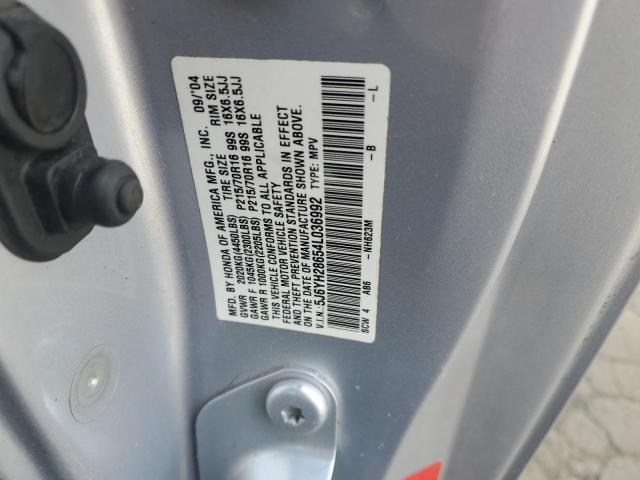 MFD. BY HONDA OF AMERICA MFG., INC. 09/'04
TIRE SIZE RIM SIZE
GVWR 2020KG(4450LBS)
GAWR F 1045KG(2300LBS) P215/70R16 99S 16X6.5JJ
GAWR R 1000KG(2205LBS) P215/70R16 99S 16X6.5JJ
THIS VEHICLE CONFORMS TO ALL APPLICABLE
FEDERAL MOTOR VEHICLE SAFETY
AND THEFT PREVENTION STANDARDS IN EFFECT
ON THE DATE OF MANUFACTURE SHOWN ABOVE.
V.I.N.:5J6YH28654L036992 TYPE: MPV
SCW 4 AB6 -NH623M -B -L